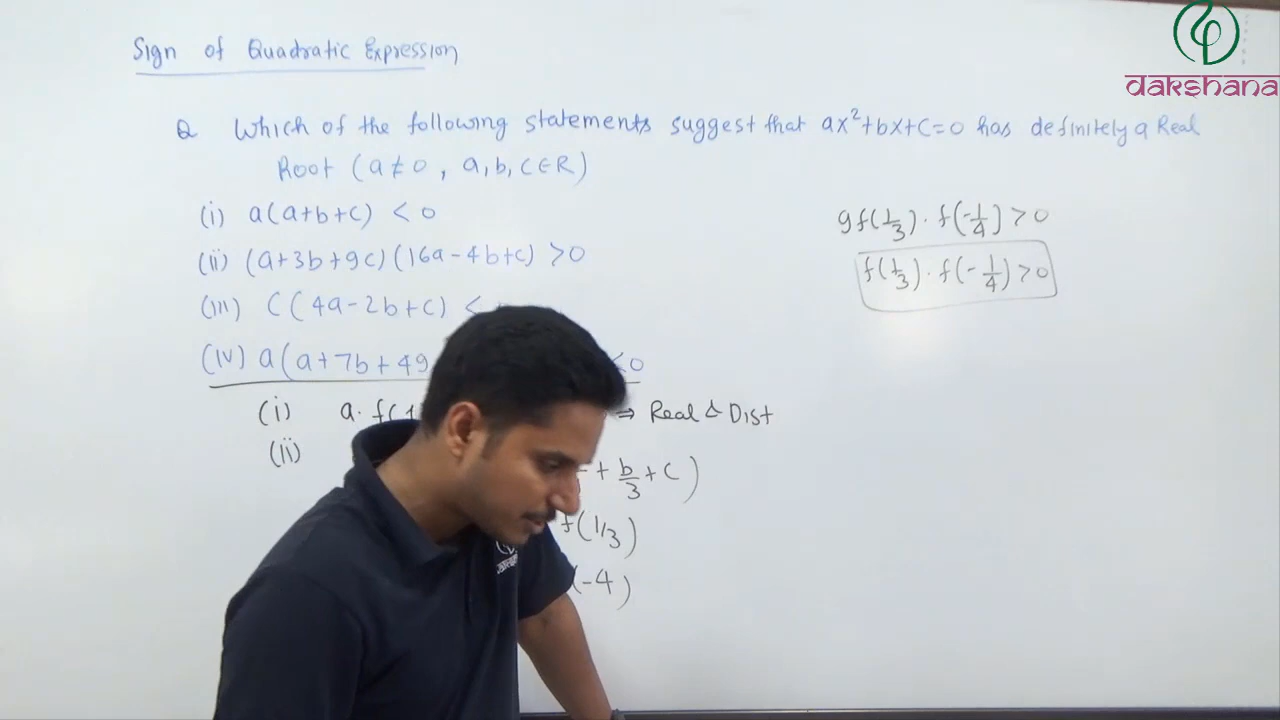 Sign of Quadratic Expression
dakshana
Q Which of the following statements suggest that ax²+bx+c=0 has definitely a Real
Root (a≠0, a,b,c∈R)
(i) a(a+b+c) < 0
(ii) (a+3b+9c)(16a-4b+c) >0
(iii) c(4a-2b+c) <
(iv) a(a+7b+49 <0
9f(1/3).f(-1/4)>0
f(1/3).f(-1/4)>0
(i) a.f(1 ⇒ Real & Dist
(ii)
+ b/3 + c)
f(1/3)
(-4)